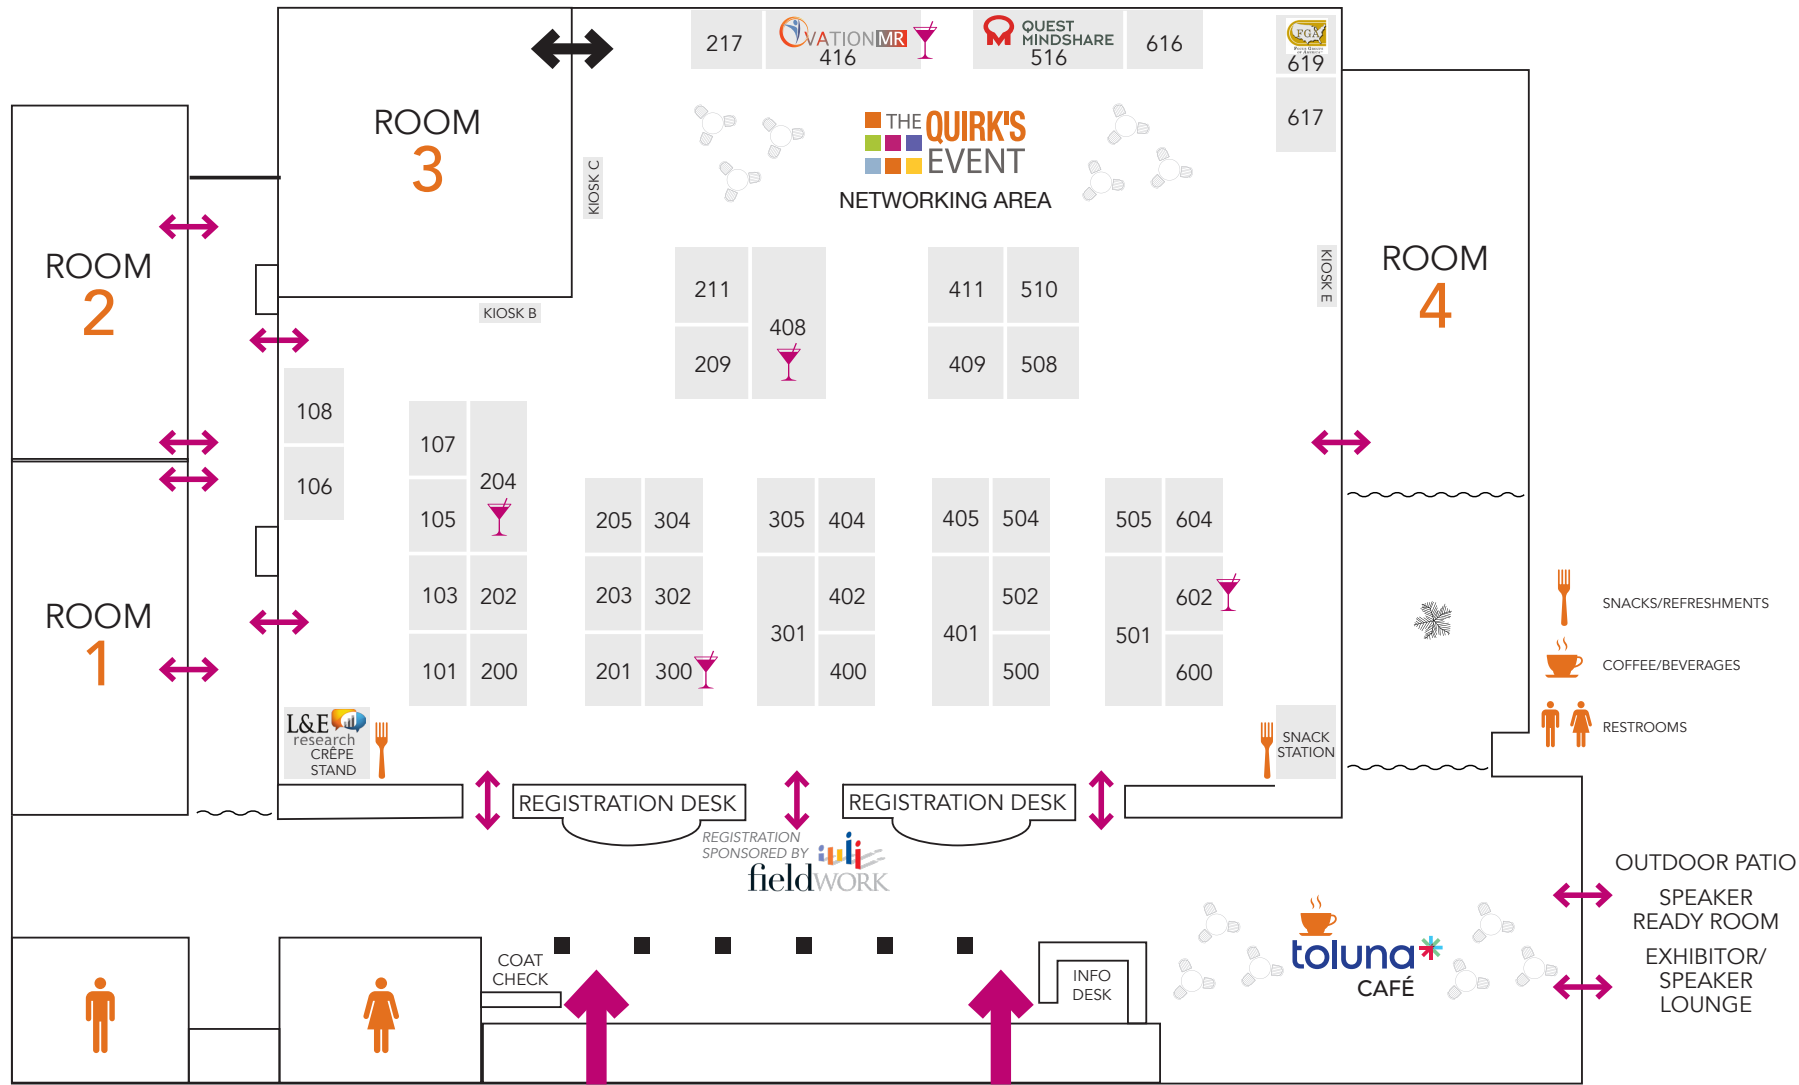 217
OVATIONMR
416
QUEST
MINDSHARE
516
616
FGA
619
617
ROOM
3
THE QUIRK'S
EVENT
NETWORKING AREA
KIOSK C
KIOSK B
KIOSK E
ROOM
2
ROOM
4
211
408
209
411
510
409
508
108
106
107
204
105
103
202
101
200
205
304
203
302
201
300
305
404
301
402
400
405
504
401
502
500
505
604
501
602
600
ROOM
1
SNACKS/REFRESHMENTS
COFFEE/BEVERAGES
RESTROOMS
L&E
research
CRÊPE
STAND
SNACK
STATION
REGISTRATION DESK
REGISTRATION DESK
REGISTRATION
SPONSORED BY
fieldWORK
COAT
CHECK
INFO
DESK
toluna
CAFÉ
OUTDOOR PATIO
SPEAKER
READY ROOM
EXHIBITOR/
SPEAKER
LOUNGE